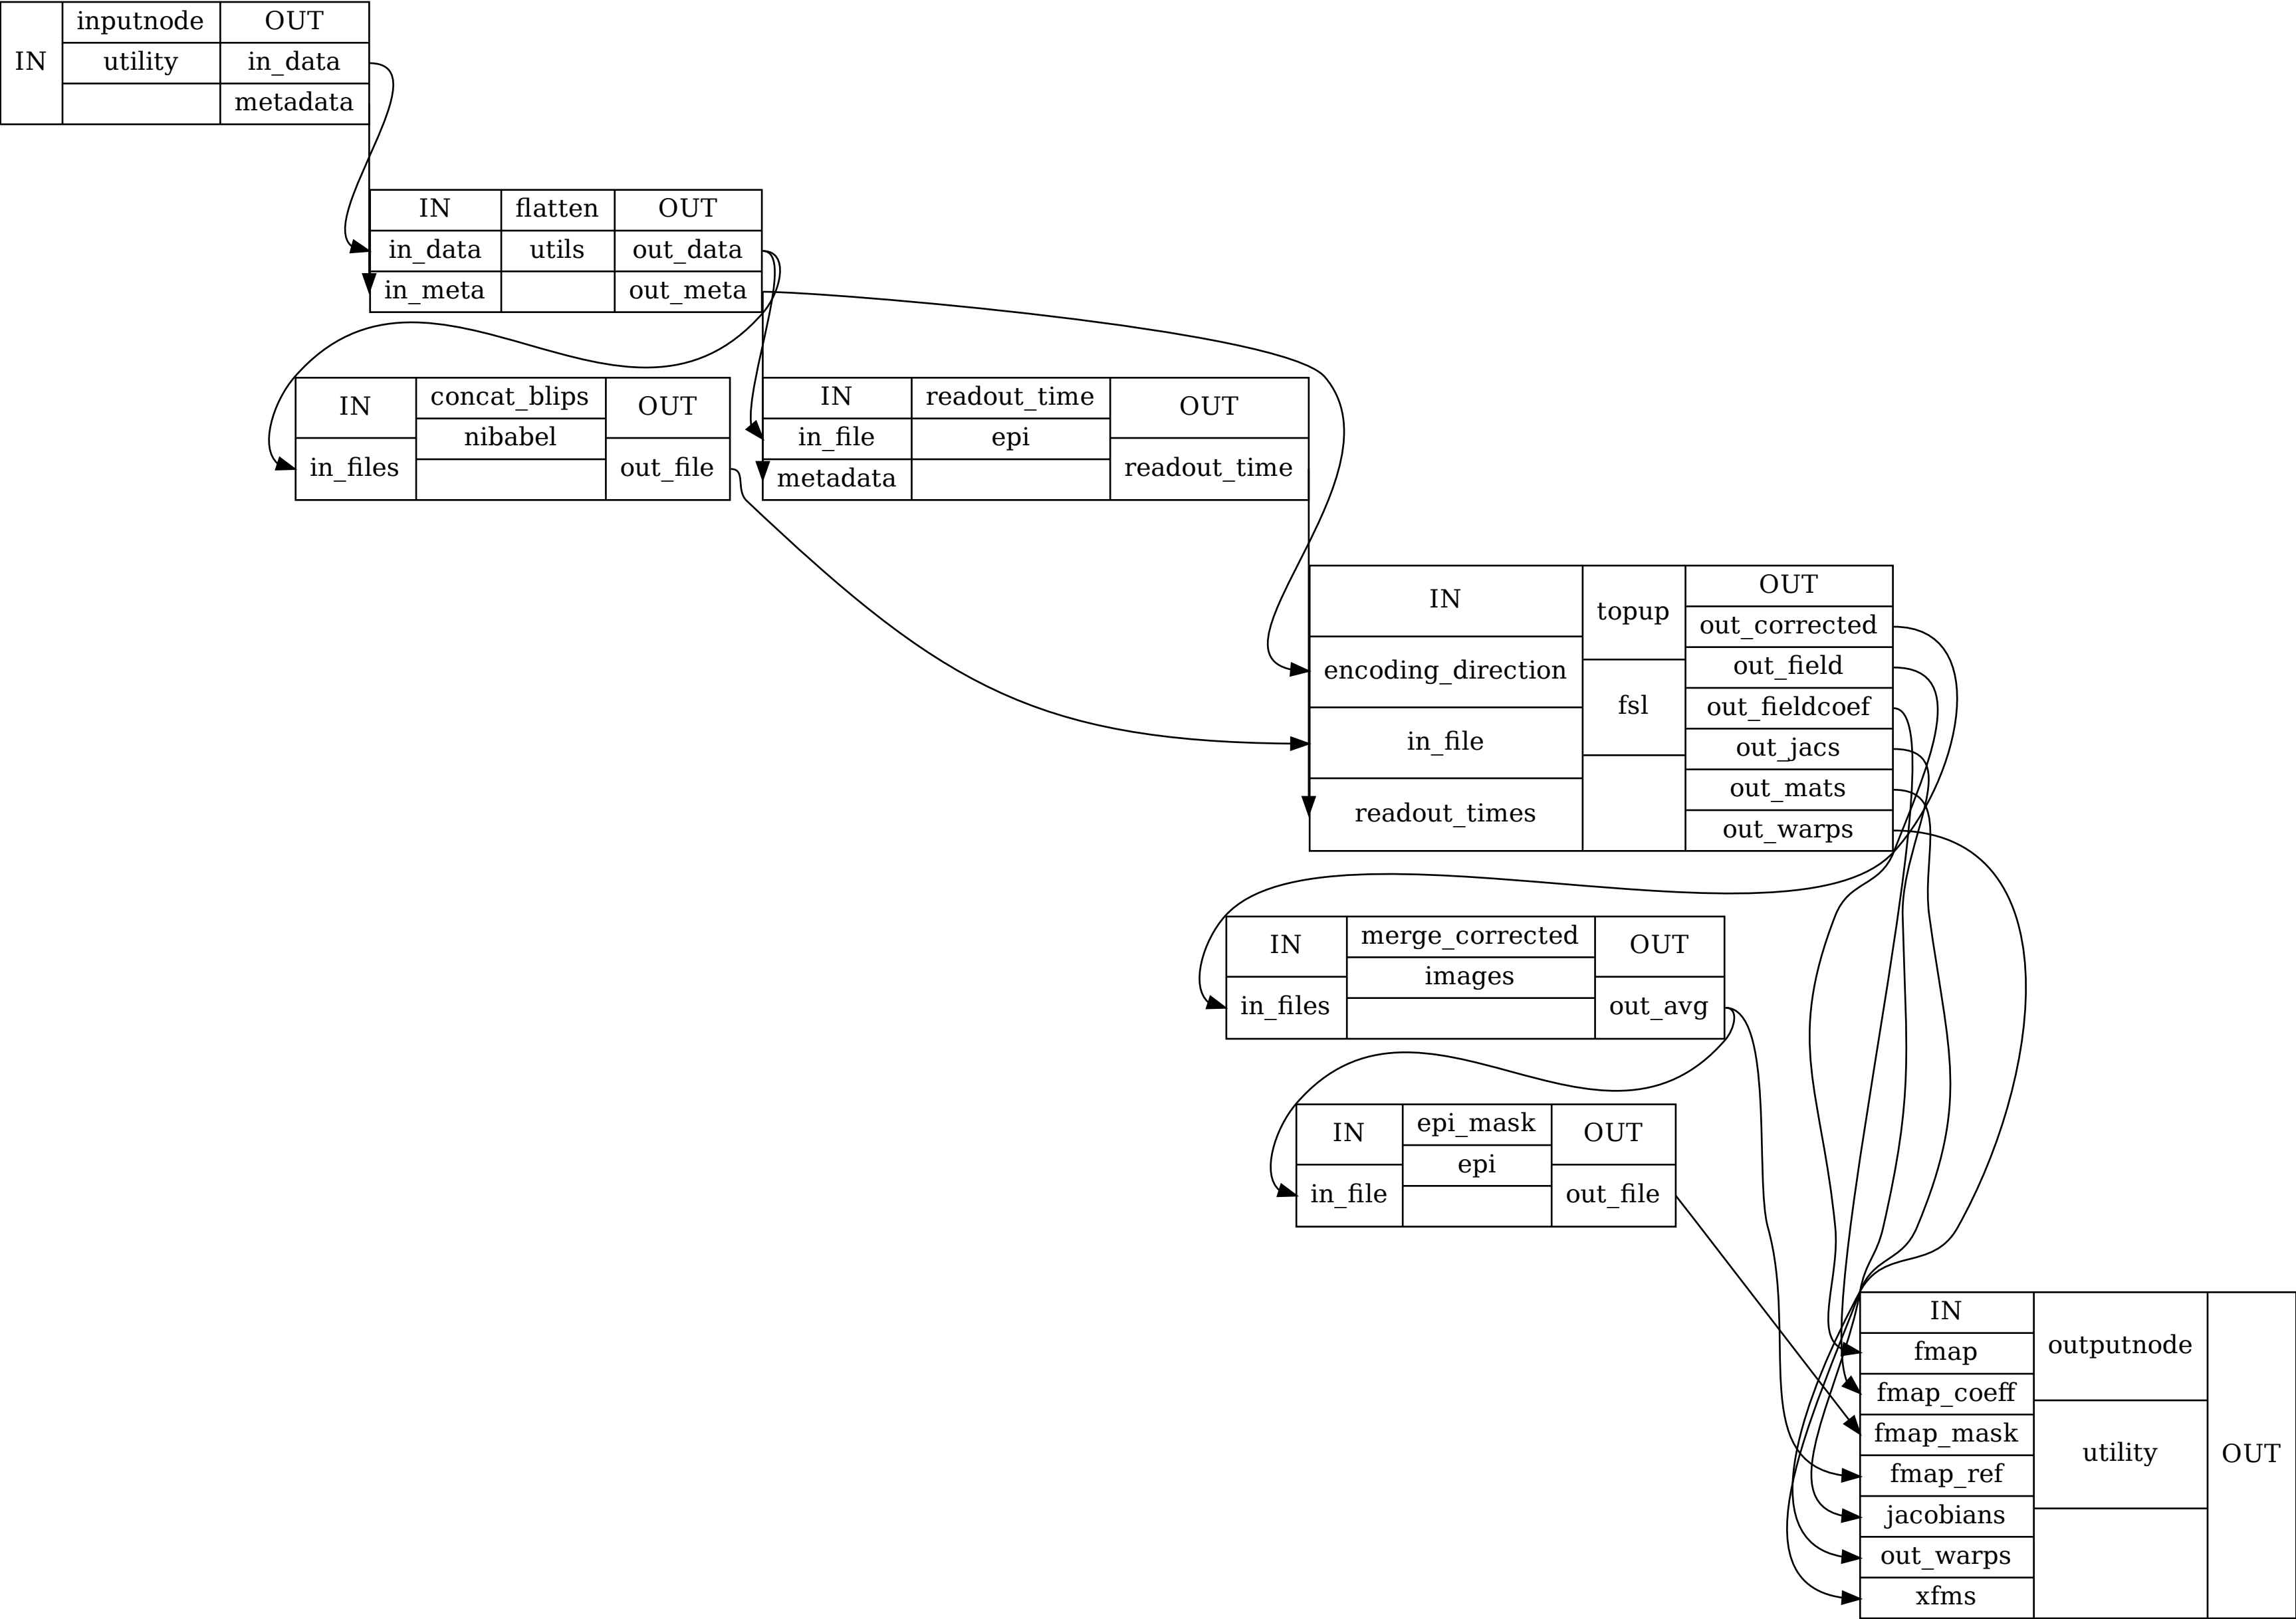 IN
inputnode
OUT
utility
in_data
metadata
IN
flatten
OUT
in_data
utils
out_data
in_meta
out_meta
IN
concat_blips
OUT
nibabel
in_files
out_file
IN
readout_time
OUT
in_file
epi
metadata
readout_time
IN
topup
OUT
out_corrected
encoding_direction
out_field
fsl
out_fieldcoef
in_file
out_jacs
out_mats
readout_times
out_warps
IN
merge_corrected
OUT
images
in_files
out_avg
IN
epi_mask
OUT
epi
in_file
out_file
IN
outputnode
OUT
fmap
fmap_coeff
fmap_mask
utility
fmap_ref
jacobians
out_warps
xfms